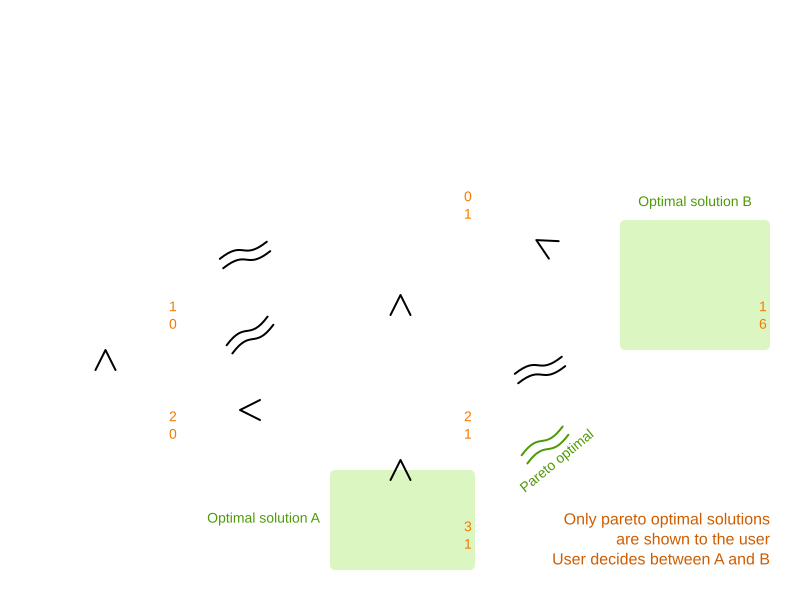 0
1
Optimal solution B
1
0
1
6
2
0
2
1
Pareto optimal
Optimal solution A
3
1
Only pareto optimal solutions
are shown to the user
User decides between A and B